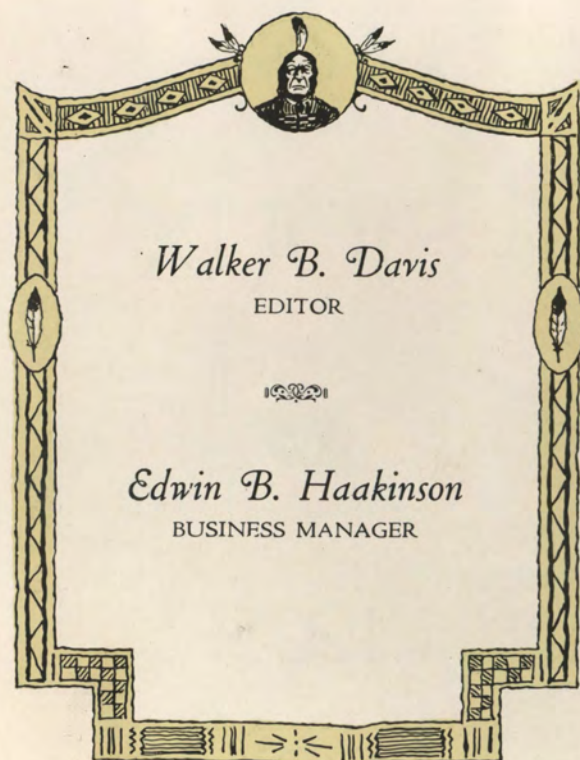 Walker B. Davis
EDITOR
Edwin B. Haakinson
BUSINESS MANAGER